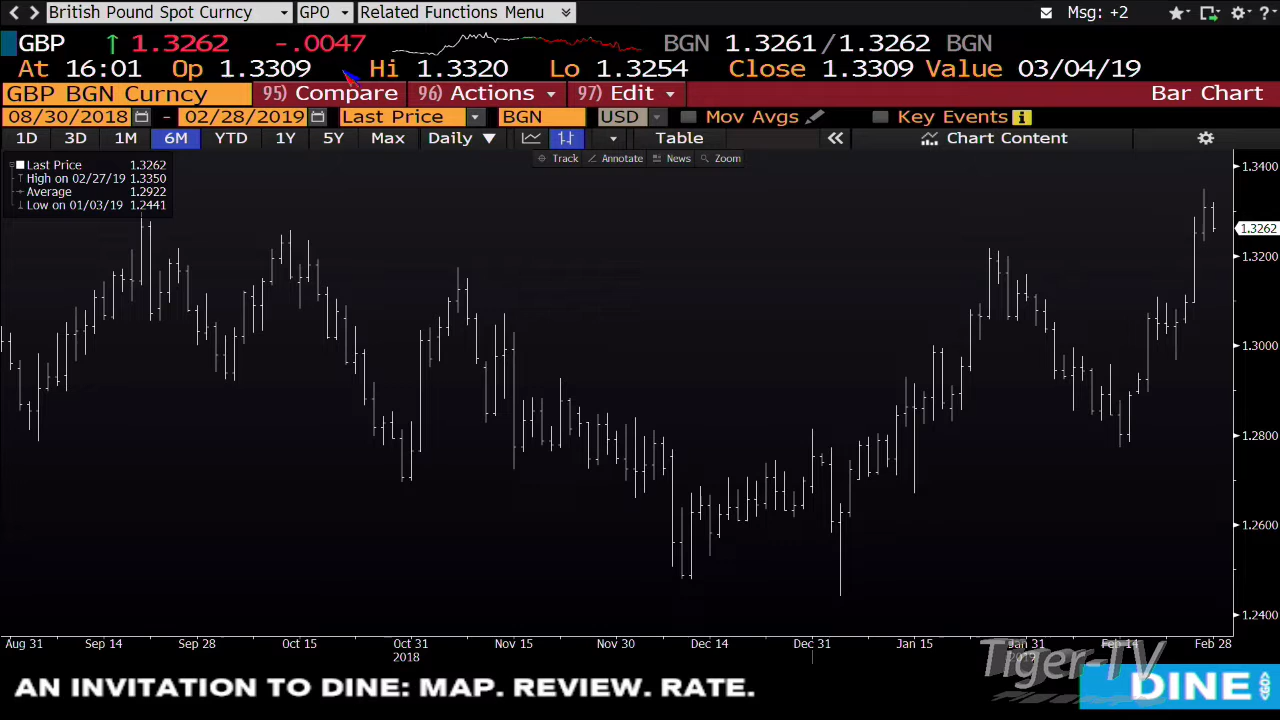 British Pound Spot Curncy GPO Related Functions Menu Msg: +2
GBP 1.3262 -.0047 BGN 1.3261/1.3262 BGN
At 16:01 Op 1.3309 Hi 1.3320 Lo 1.3254 Close 1.3309 Value 03/04/19
GBP BGN Curncy 95) Compare 96) Actions 97) Edit Bar Chart
08/30/2018 - 02/28/2019 Last Price BGN USD Mov Avgs Key Events
1D 3D 1M 6M YTD 1Y 5Y Max Daily Table Chart Content
Track Annotate News Zoom
Last Price 1.3262
High on 02/27/19 1.3350
Average 1.2922
Low on 01/03/19 1.2441
1.3400
1.3262
1.3200
1.3000
1.2800
1.2600
1.2400
Aug 31 Sep 14 Sep 28 Oct 15 Oct 31 Nov 15 Nov 30 Dec 14 Dec 31 Jan 15 Jan 31 Feb 14 Feb 28
2018 2019
Tiger-TV
AN INVITATION TO DINE: MAP. REVIEW. RATE.
DINE